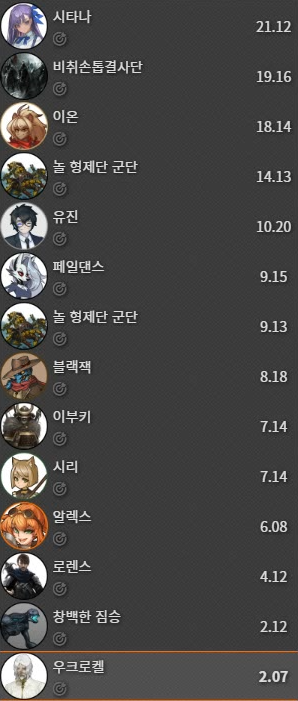 시타나 21.12
비취손톱결사단 19.16
이온 18.14
놀 형제단 군단 14.13
유진 10.20
페일댄스 9.15
놀 형제단 군단 9.13
블랙잭 8.18
이부키 7.14
시리 7.14
알렉스 6.08
로렌스 4.12
창백한 짐승 2.12
우크로켈 2.07